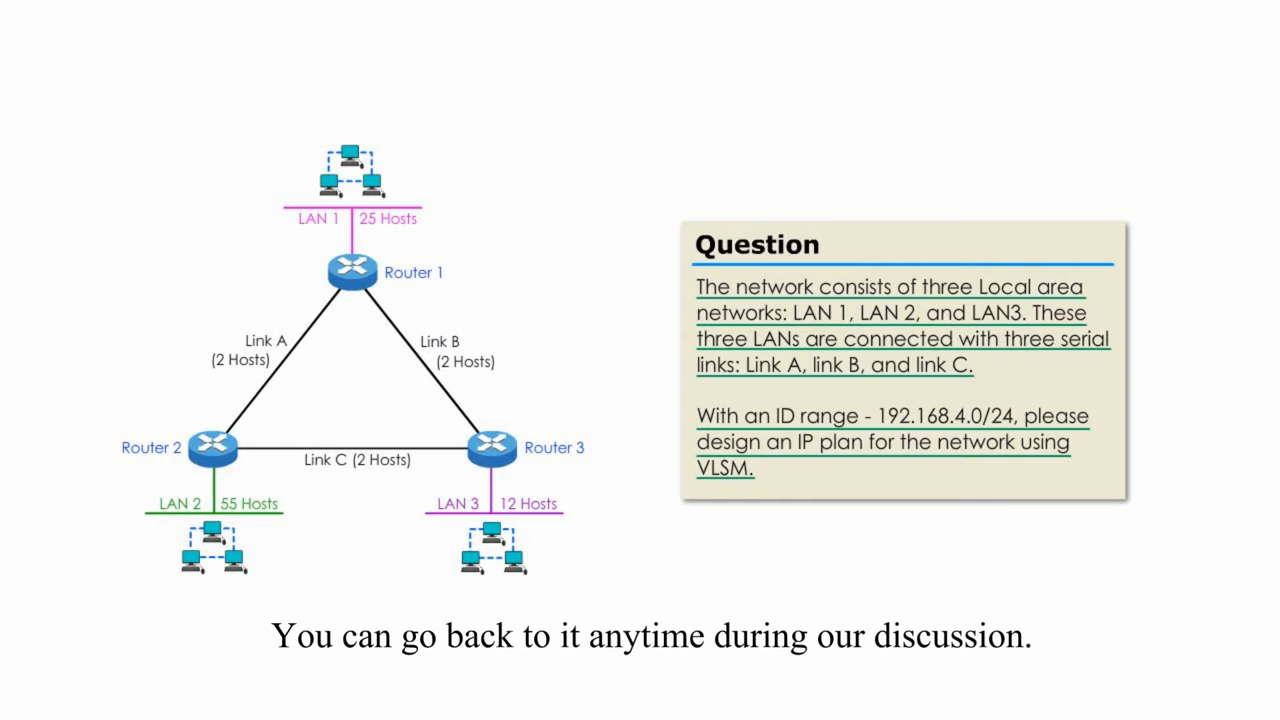 LAN 1 25 Hosts
Router 1
Link A
(2 Hosts)
Link B
(2 Hosts)
Router 2
Link C (2 Hosts)
Router 3
LAN 2 55 Hosts
LAN 3 12 Hosts
Question
The network consists of three Local area
networks: LAN 1, LAN 2, and LAN3. These
three LANs are connected with three serial
links: Link A, link B, and link C.
With an ID range - 192.168.4.0/24, please
design an IP plan for the network using
VLSM.
You can go back to it anytime during our discussion.